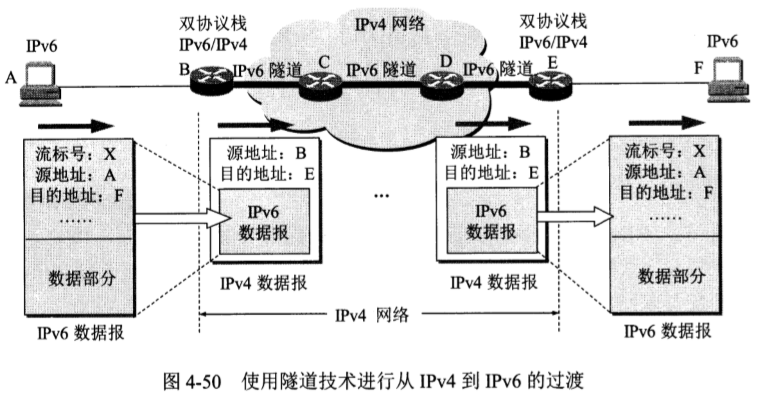 IPv4 网络
双协议栈
IPv6/IPv4
双协议栈
IPv6/IPv4
IPv6
IPv6
A
B
IPv6 隧道
C
IPv6 隧道
D
IPv6 隧道
E
F
流标号：X
源地址：A
目的地址：F
……
数据部分
IPv6 数据报
源地址：B
目的地址：E
IPv6
数据报
IPv4 数据报
...
源地址：B
目的地址：E
IPv6
数据报
IPv4 数据报
流标号：X
源地址：A
目的地址：F
……
数据部分
IPv6 数据报
IPv4 网络
图 4-50 使用隧道技术进行从 IPv4 到 IPv6 的过渡